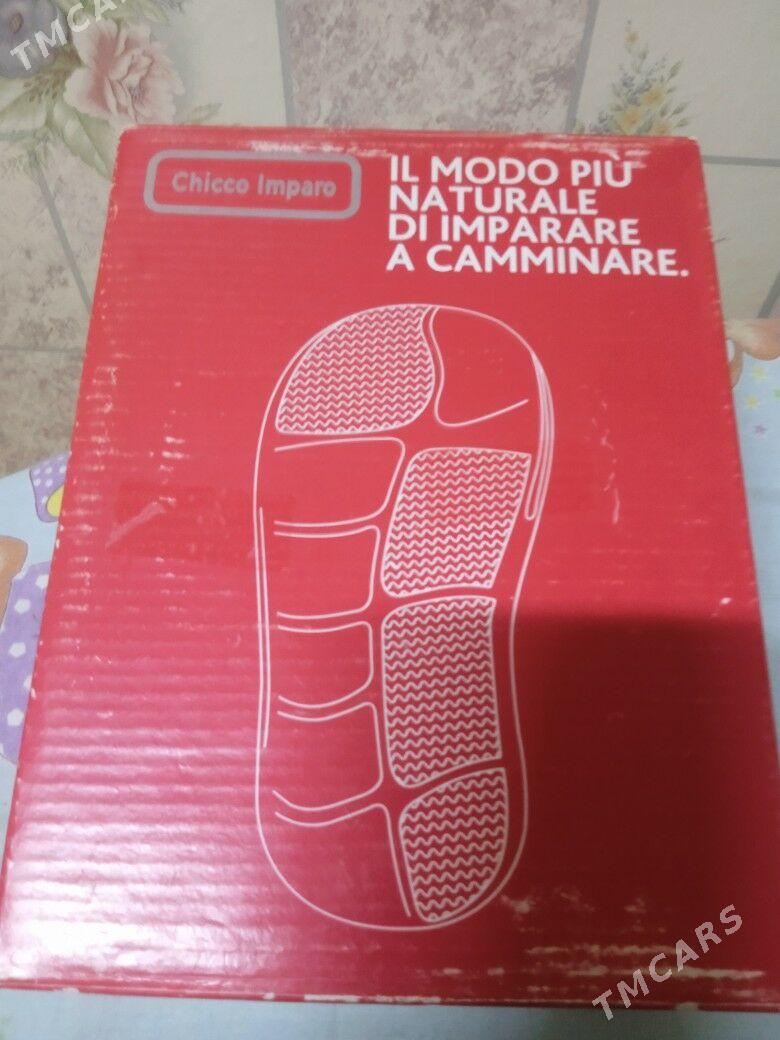 TMCARS
Chicco Imparo
IL MODO PIÙ
NATURALE
DI IMPARARE
A CAMMINARE.
TMCARS